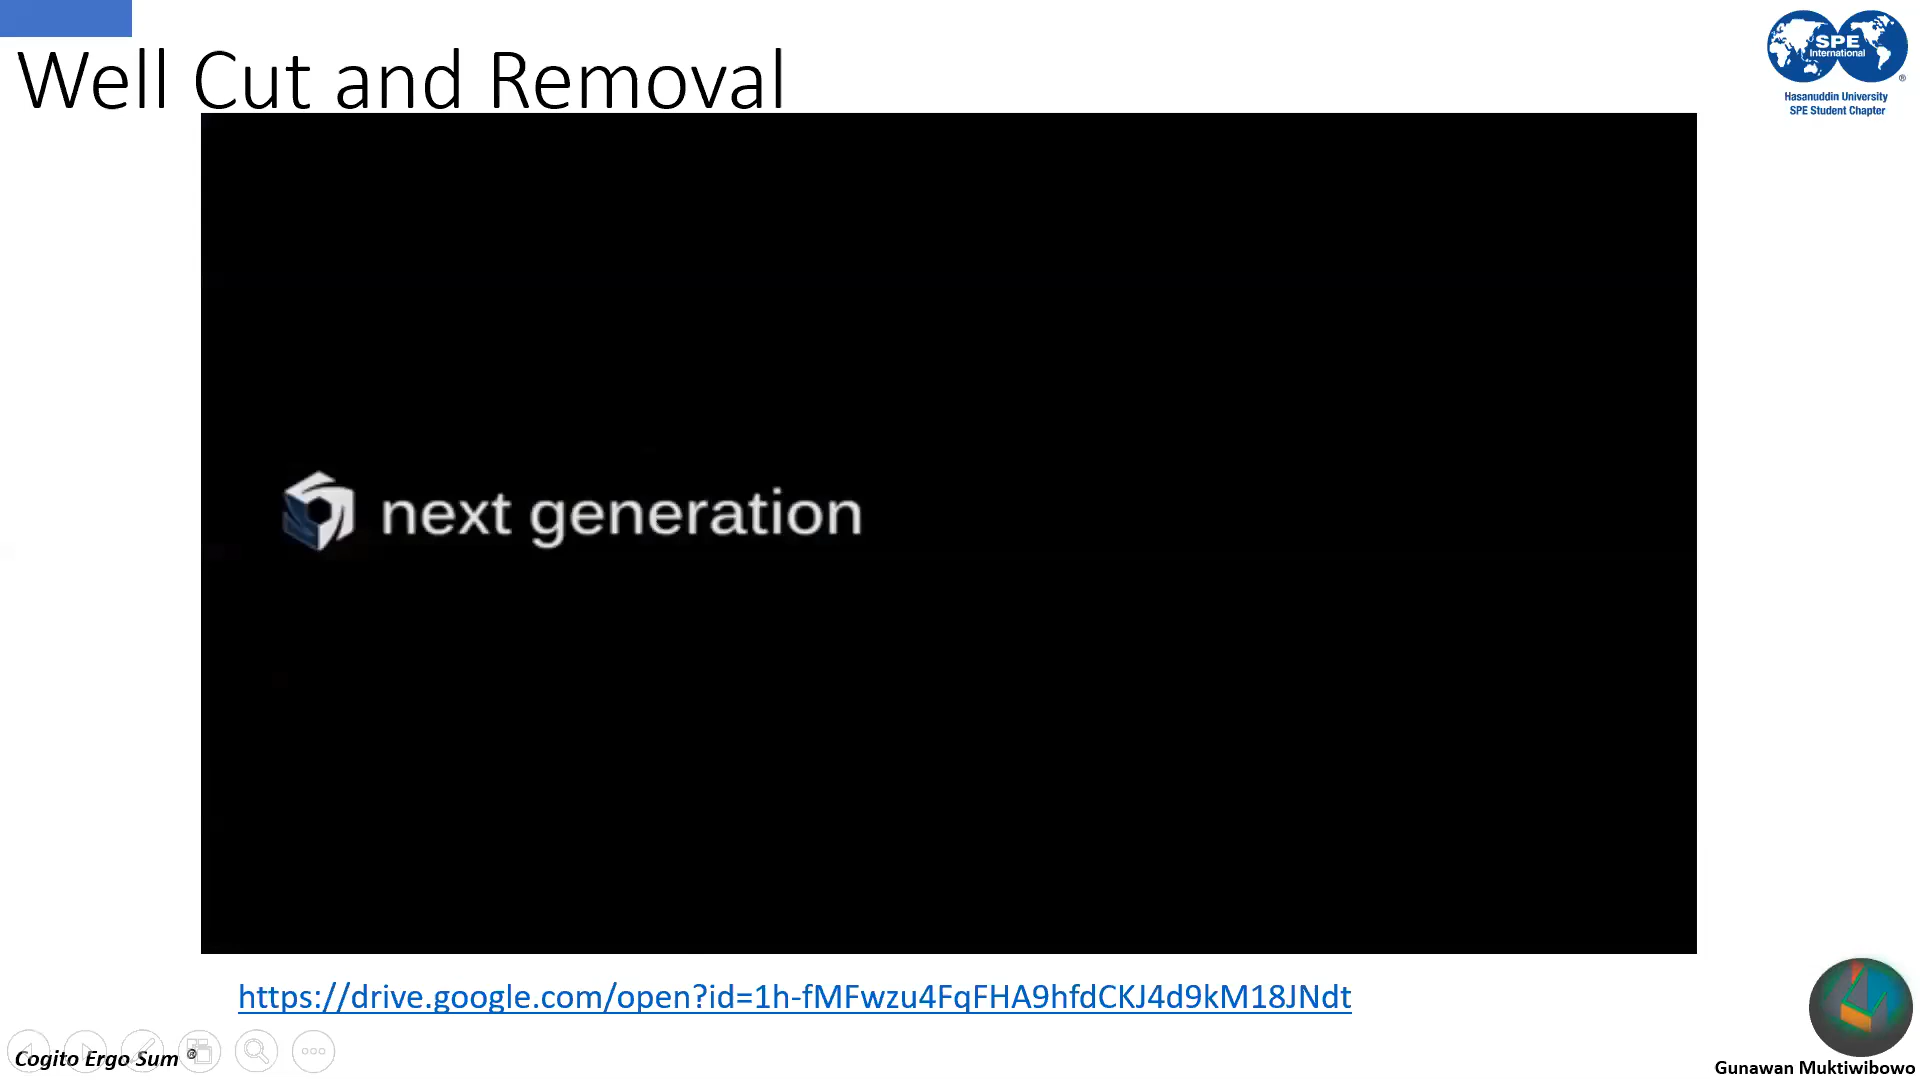 Well Cut and Removal
SPE
International
®
Hasanuddin University
SPE Student Chapter
next generation
https://drive.google.com/open?id=1h-fMFwzu4FqFHA9hfdCKJ4d9kM18JNdt
Cogito Ergo Sum ®
Gunawan Muktiwibowo